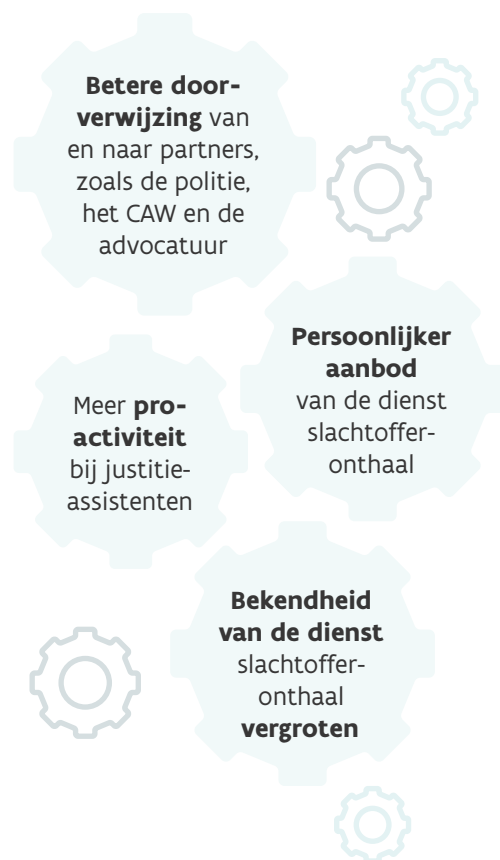 Betere door-
verwijzing van
en naar partners,
zoals de politie,
het CAW en de
advocatuur
Persoonlijker
aanbod
van de dienst
slachtoffer-
onthaal
Meer pro-
activiteit
bij justitie-
assistenten
Bekendheid
van de dienst
slachtoffer-
onthaal
vergroten